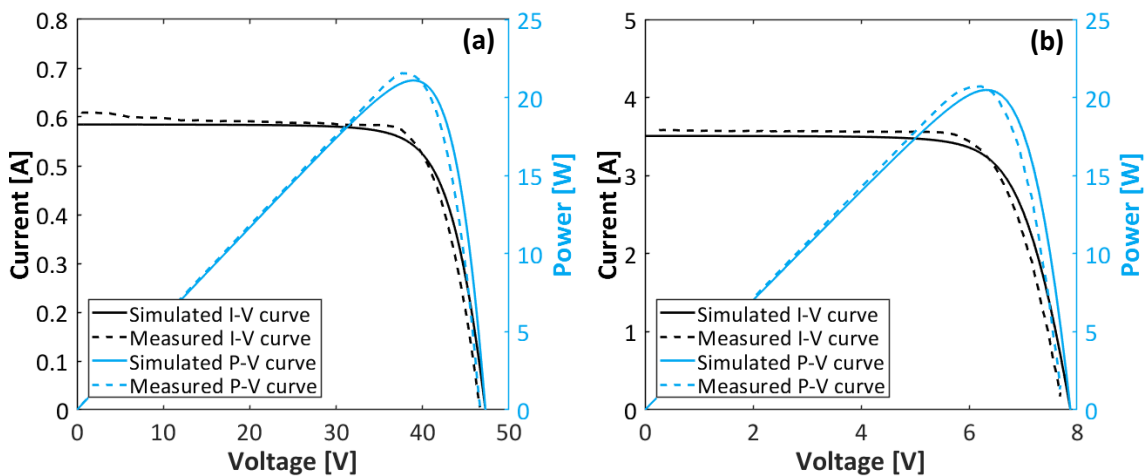 (a)
0.8
0.7
0.6
0.5
0.4
0.3
0.2
0.1
0
Current [A]
25
20
15
10
5
0
Power [W]
Simulated I-V curve
Measured I-V curve
Simulated P-V curve
Measured P-V curve
0 10 20 30 40 50
Voltage [V]
(b)
5
4
3
2
1
0
Current [A]
25
20
15
10
5
0
Power [W]
Simulated I-V curve
Measured I-V curve
Simulated P-V curve
Measured P-V curve
0 2 4 6 8
Voltage [V]